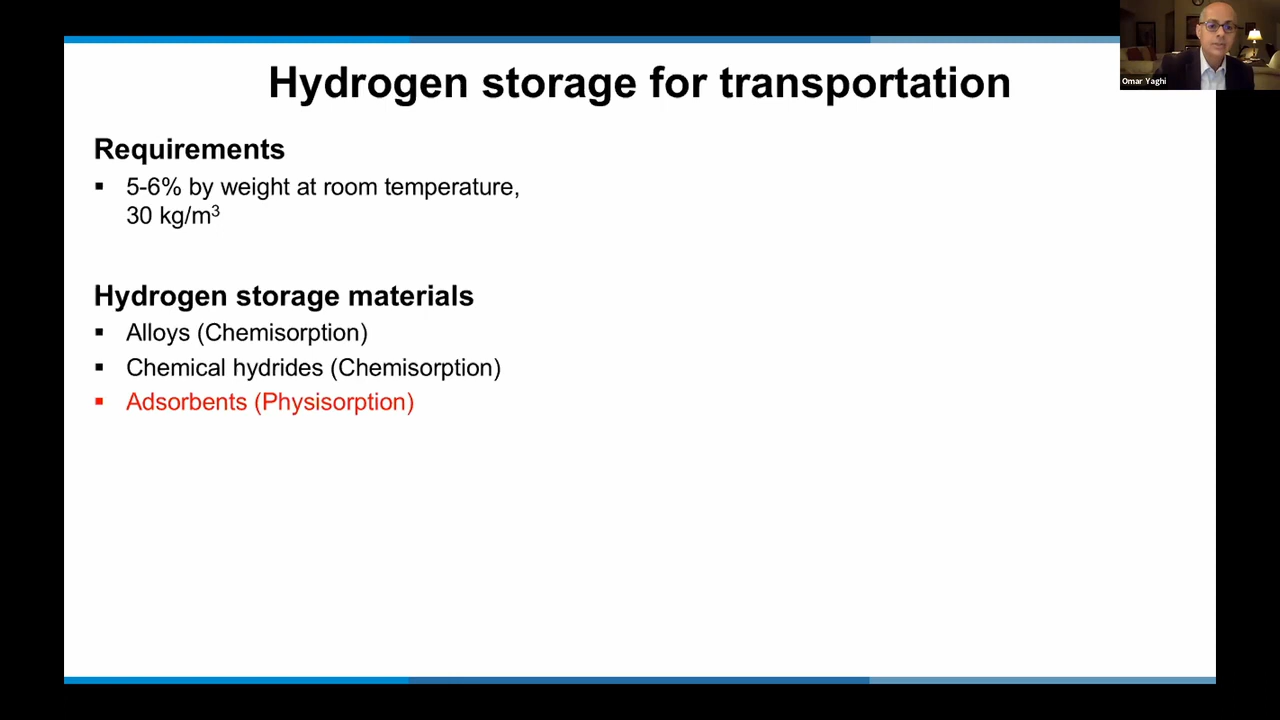 Hydrogen storage for transportation
Omar Yaghi
Requirements
▪ 5-6% by weight at room temperature,
30 kg/m³
Hydrogen storage materials
▪ Alloys (Chemisorption)
▪ Chemical hydrides (Chemisorption)
▪ Adsorbents (Physisorption)